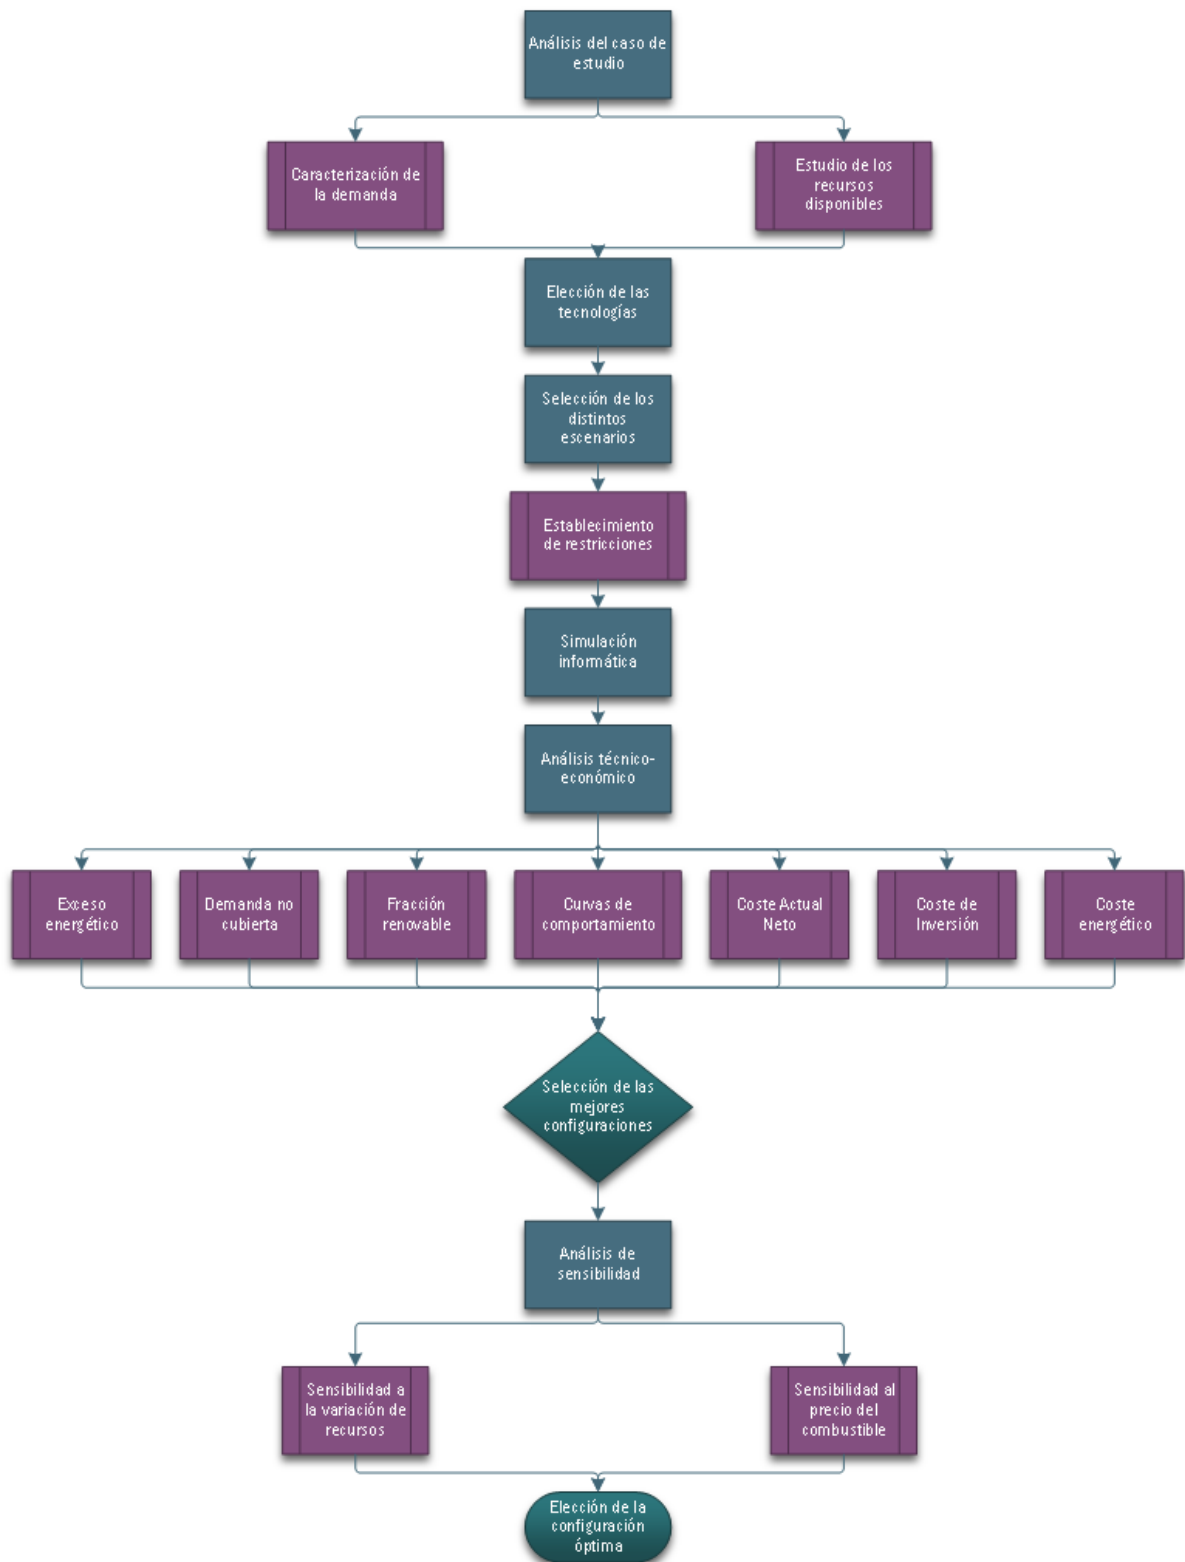 Análisis del caso de
estudio
Caracterización de
la demanda
Estudio de los
recursos
disponibles
Elección de las
tecnologías
Selección de los
distintos
escenarios
Establecimiento
de restricciones
Simulación
informática
Análisis técnico-
económico
Exceso
energético
Demanda no
cubierta
Fracción
renovable
Curvas de
comportamiento
Coste Actual
Neto
Coste de
Inversión
Coste
energético
Selección de las
mejores
configuraciones
Análisis de
sensibilidad
Sensibilidad a
la variación de
recursos
Sensibilidad al
precio del
combustible
Elección de la
configuración
óptima